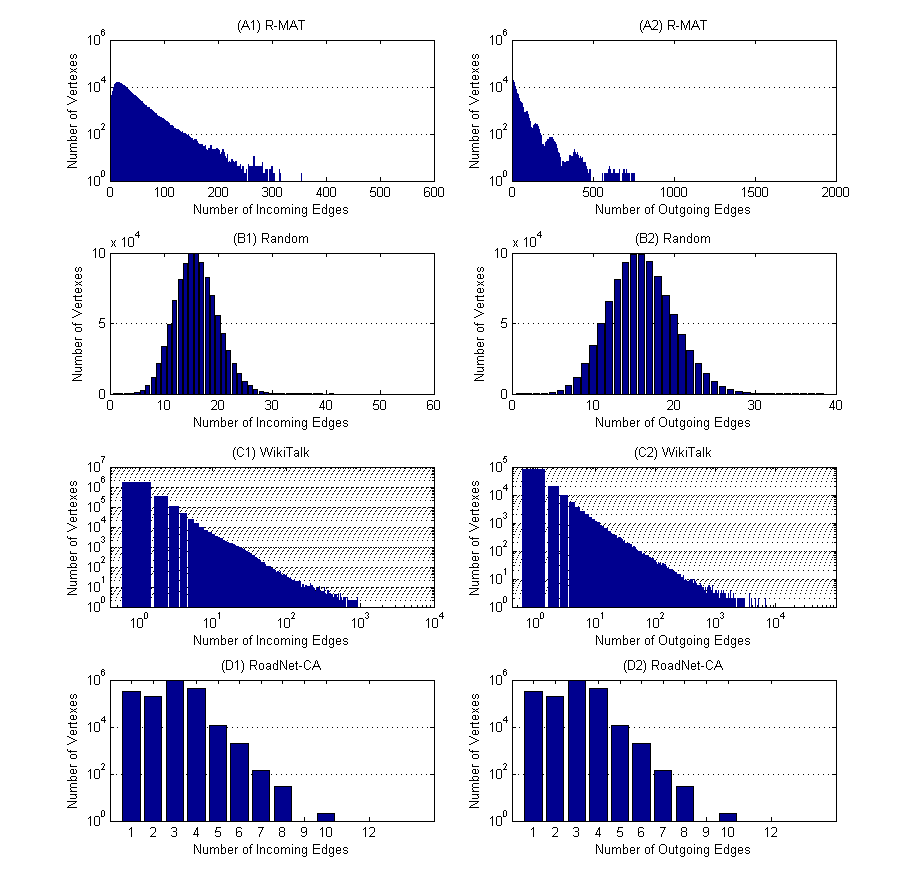 (A1) R-MAT
(A2) R-MAT
Number of Vertexes
10^6
10^4
10^2
10^0
0 100 200 300 400 500 600
Number of Incoming Edges
Number of Vertexes
10^6
10^4
10^2
10^0
0 500 1000 1500 2000
Number of Outgoing Edges
(B1) Random
(B2) Random
Number of Vertexes
x 10^4
10
5
0
0 10 20 30 40 50 60
Number of Incoming Edges
Number of Vertexes
x 10^4
10
5
0
0 10 20 30 40
Number of Outgoing Edges
(C1) WikiTalk
(C2) WikiTalk
Number of Vertexes
10^7
10^6
10^5
10^4
10^3
10^2
10^1
10^0
10^0 10^1 10^2 10^3 10^4
Number of Incoming Edges
Number of Vertexes
10^5
10^4
10^3
10^2
10^1
10^0
10^0 10^1 10^2 10^3 10^4
Number of Outgoing Edges
(D1) RoadNet-CA
(D2) RoadNet-CA
Number of Vertexes
10^6
10^4
10^2
10^0
1 2 3 4 5 6 7 8 9 10 12
Number of Incoming Edges
Number of Vertexes
10^6
10^4
10^2
10^0
1 2 3 4 5 6 7 8 9 10 12
Number of Outgoing Edges